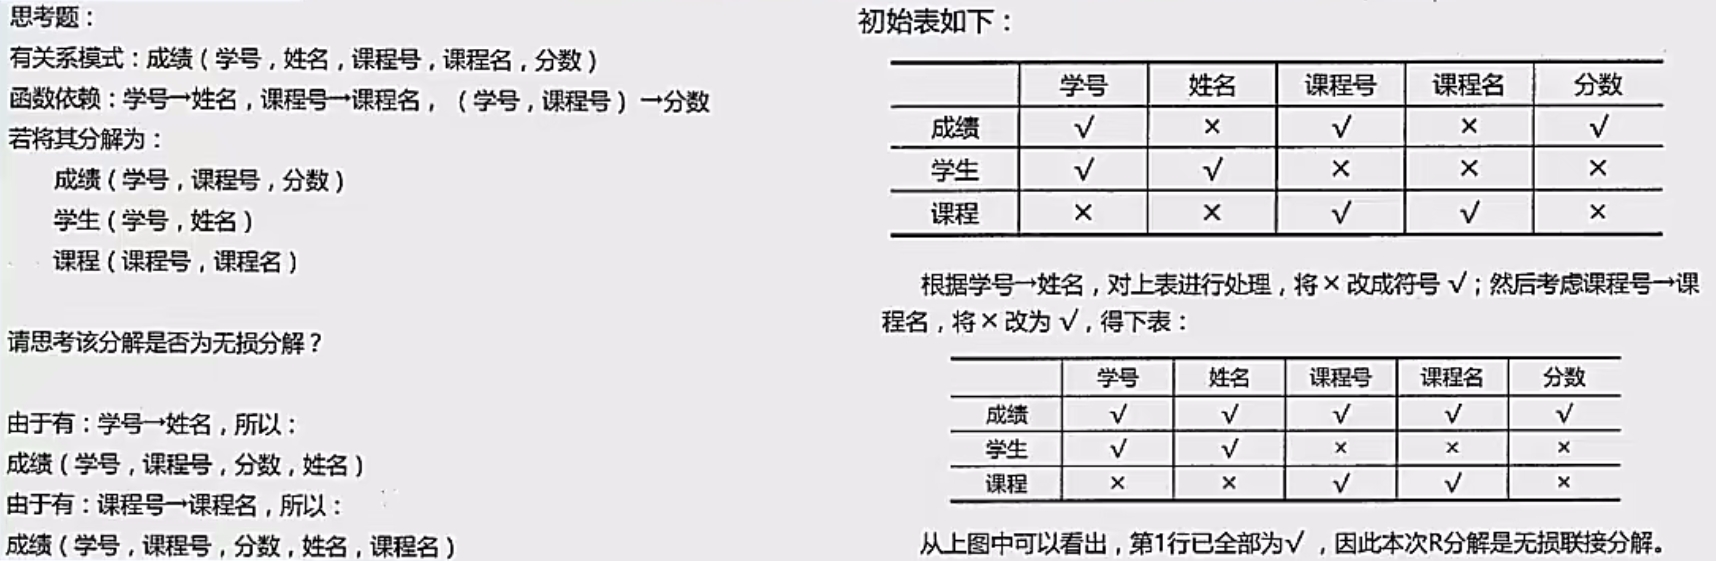 思考题：
有关系模式：成绩（学号，姓名，课程号，课程名，分数）
函数依赖：学号→姓名，课程号→课程名，（学号，课程号）→分数
若将其分解为：
成绩（学号，课程号，分数）
学生（学号，姓名）
课程（课程号，课程名）
请思考该分解是否为无损分解？
由于有：学号→姓名，所以：
成绩（学号，课程号，分数，姓名）
由于有：课程号→课程名，所以：
成绩（学号，课程号，分数，姓名，课程名）
初始表如下：
学号 姓名 课程号 课程名 分数
成绩 √ × √ × √
学生 √ √ × × ×
课程 × × √ √ ×
根据学号→姓名，对上表进行处理，将×改成符号√；然后考虑课程号→课
程名，将×改为√，得下表：
学号 姓名 课程号 课程名 分数
成绩 √ √ √ √ √
学生 √ √ × × ×
课程 × × √ √ ×
从上图中可以看出，第1行已全部为√，因此本次R分解是无损联接分解。